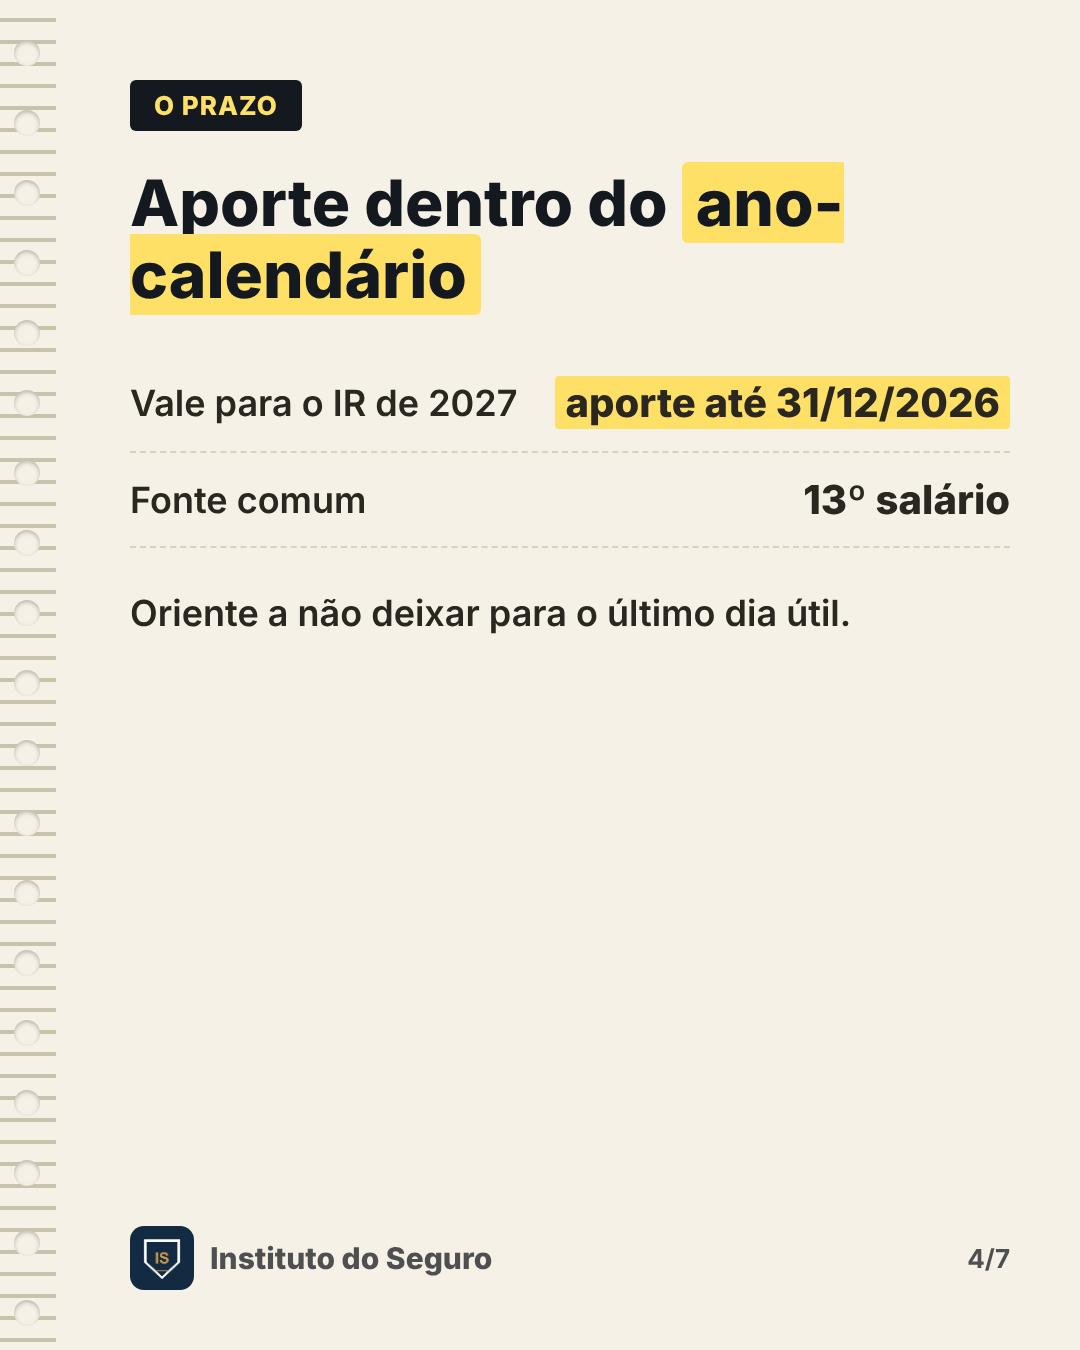 O PRAZO
Aporte dentro do ano-
calendário
Vale para o IR de 2027 aporte até 31/12/2026
Fonte comum 13º salário
Oriente a não deixar para o último dia útil.
IS Instituto do Seguro 4/7